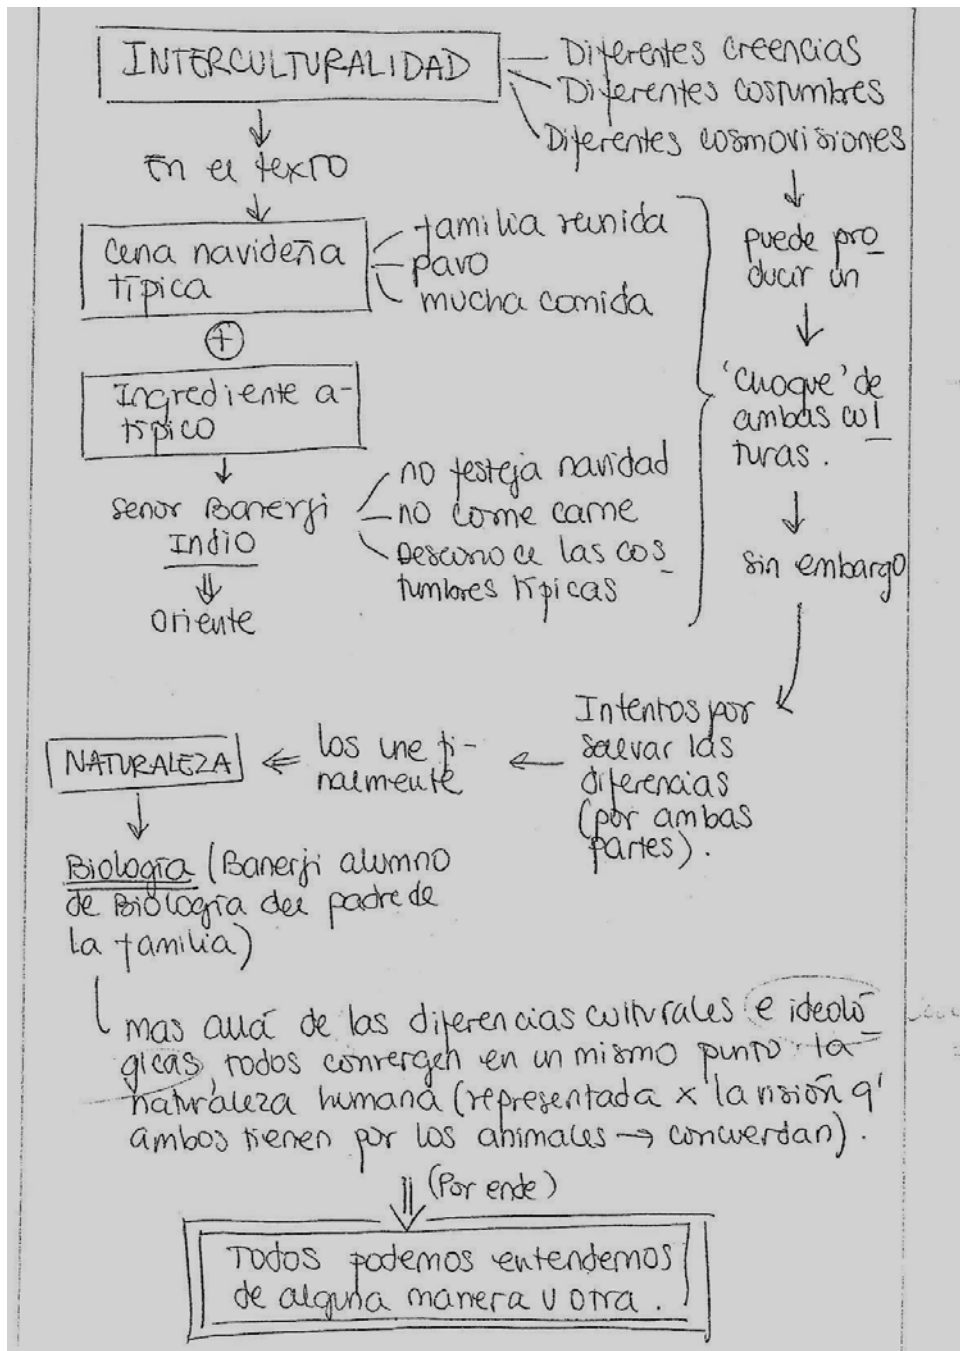 INTERCULTURALIDAD
Diferentes creencias
Diferentes costumbres
Diferentes cosmovisiones
En el texto
Cena navideña
típica
familia reunida
pavo
mucha comida
+
Ingrediente a-
típico
Señor Banerji
Indio
Oriente
no festeja navidad
no come carne
Desconoce las cos
tumbres típicas
puede pro
ducir un
'choque' de
ambas cul
turas.
sin embargo
Intentos por
salvar las
diferencias
(por ambas
partes).
los une fi-
nalmente
NATURALEZA
Biología (Banerji alumno
de Biología del padre de
la familia)
mas allá de las diferencias culturales e ideoló
gicas, todos convergen en un mismo punto: la
naturaleza humana (representada x la visión q'
ambos tienen por los animales → concuerdan).
(Por ende)
Todos podemos entendernos
de alguna manera u otra.